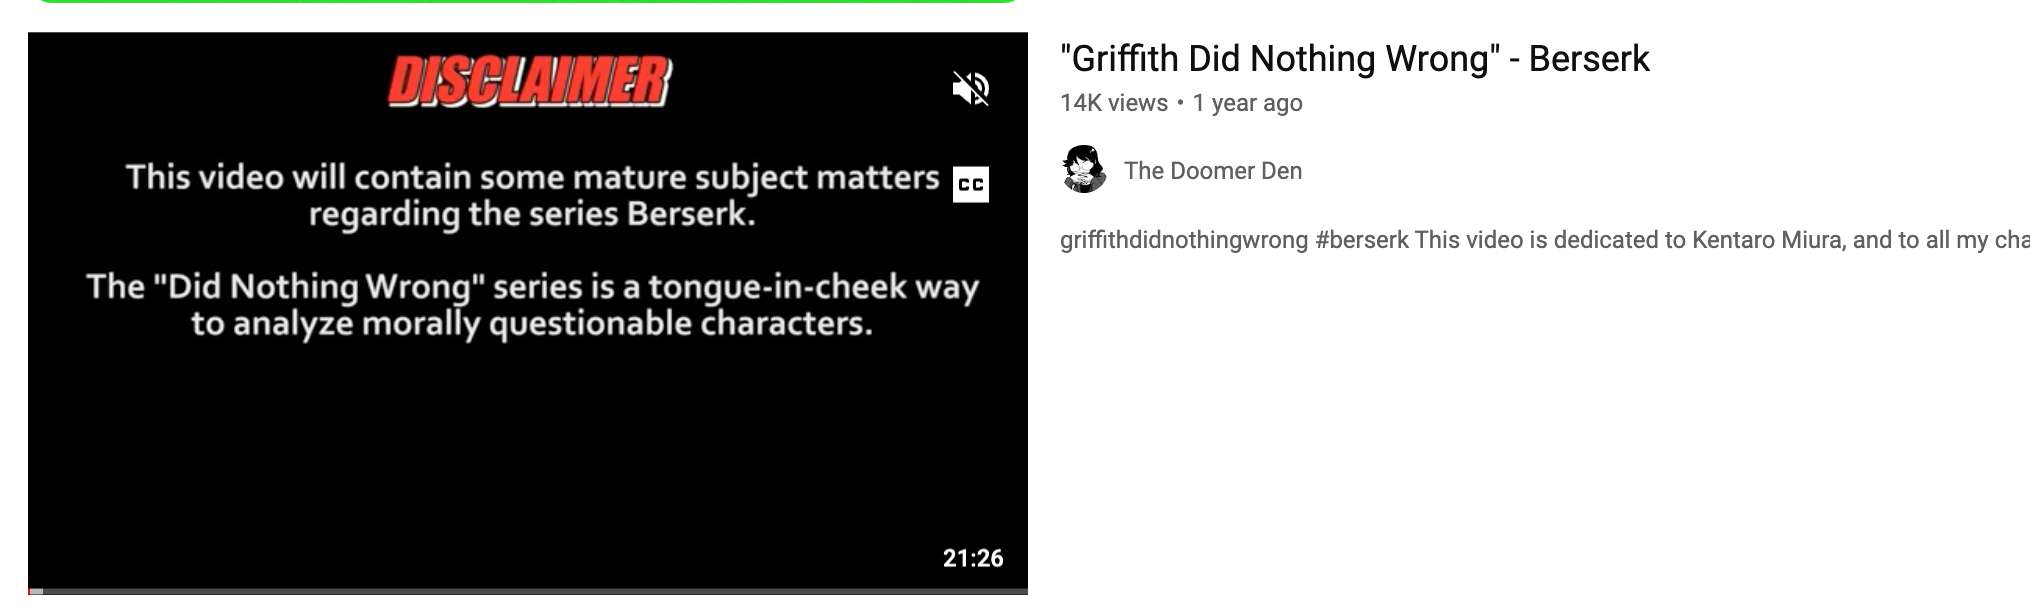 DISCLAIMER
This video will contain some mature subject matters
regarding the series Berserk.
The "Did Nothing Wrong" series is a tongue-in-cheek way
to analyze morally questionable characters.
CC
21:26
"Griffith Did Nothing Wrong" - Berserk
14K views • 1 year ago
The Doomer Den
griffithdidnothingwrong #berserk This video is dedicated to Kentaro Miura, and to all my cha